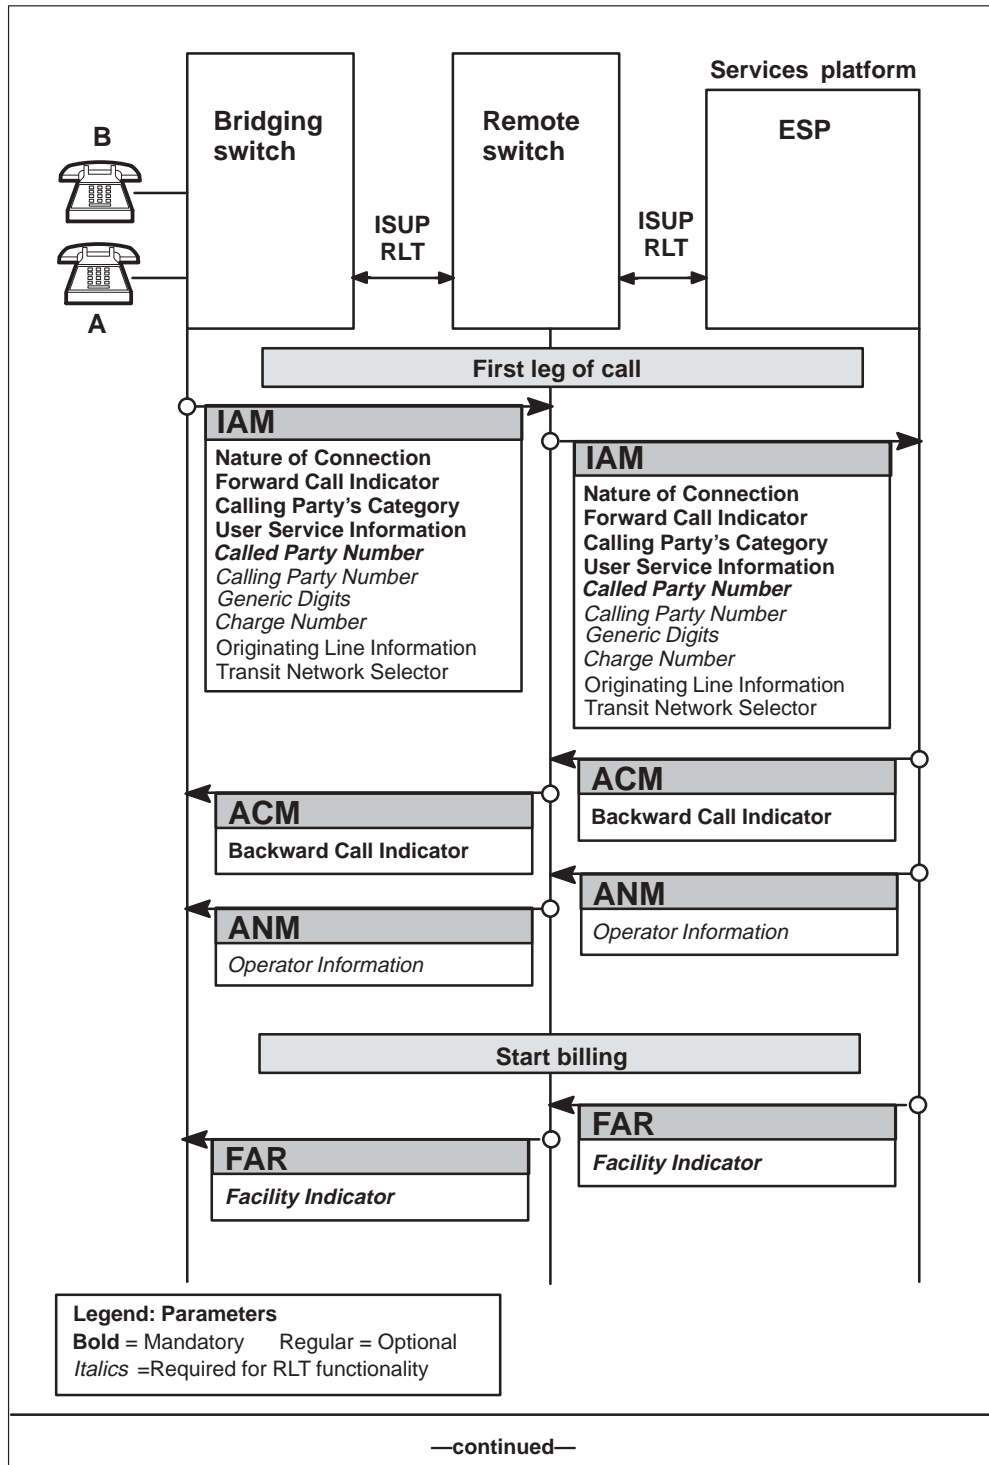 Services platform
Bridging
switch
Remote
switch
ESP
B
ISUP
RLT
ISUP
RLT
A
First leg of call
IAM
Nature of Connection
Forward Call Indicator
Calling Party’s Category
User Service Information
Called Party Number
Calling Party Number
Generic Digits
Charge Number
Originating Line Information
Transit Network Selector
IAM
Nature of Connection
Forward Call Indicator
Calling Party’s Category
User Service Information
Called Party Number
Calling Party Number
Generic Digits
Charge Number
Originating Line Information
Transit Network Selector
ACM
Backward Call Indicator
ACM
Backward Call Indicator
ANM
Operator Information
ANM
Operator Information
Start billing
FAR
Facility Indicator
FAR
Facility Indicator
Legend: Parameters
Bold = Mandatory Regular = Optional
Italics =Required for RLT functionality
—continued—